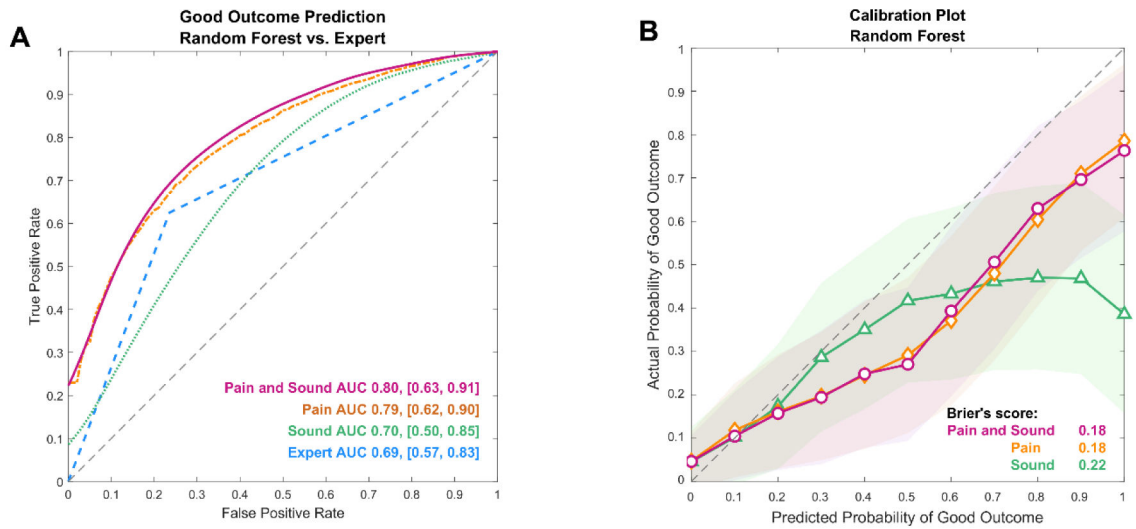 A
Good Outcome Prediction
Random Forest vs. Expert
1
0.9
0.8
0.7
0.6
0.5
0.4
0.3
0.2
0.1
0
True Positive Rate
Pain and Sound AUC 0.80, [0.63, 0.91]
Pain AUC 0.79, [0.62, 0.90]
Sound AUC 0.70, [0.50, 0.85]
Expert AUC 0.69, [0.57, 0.83]
0 0.1 0.2 0.3 0.4 0.5 0.6 0.7 0.8 0.9 1
False Positive Rate
B
Calibration Plot
Random Forest
1
0.9
0.8
0.7
0.6
0.5
0.4
0.3
0.2
0.1
0
Actual Probability of Good Outcome
Brier's score:
Pain and Sound 0.18
Pain 0.18
Sound 0.22
0 0.1 0.2 0.3 0.4 0.5 0.6 0.7 0.8 0.9 1
Predicted Probability of Good Outcome